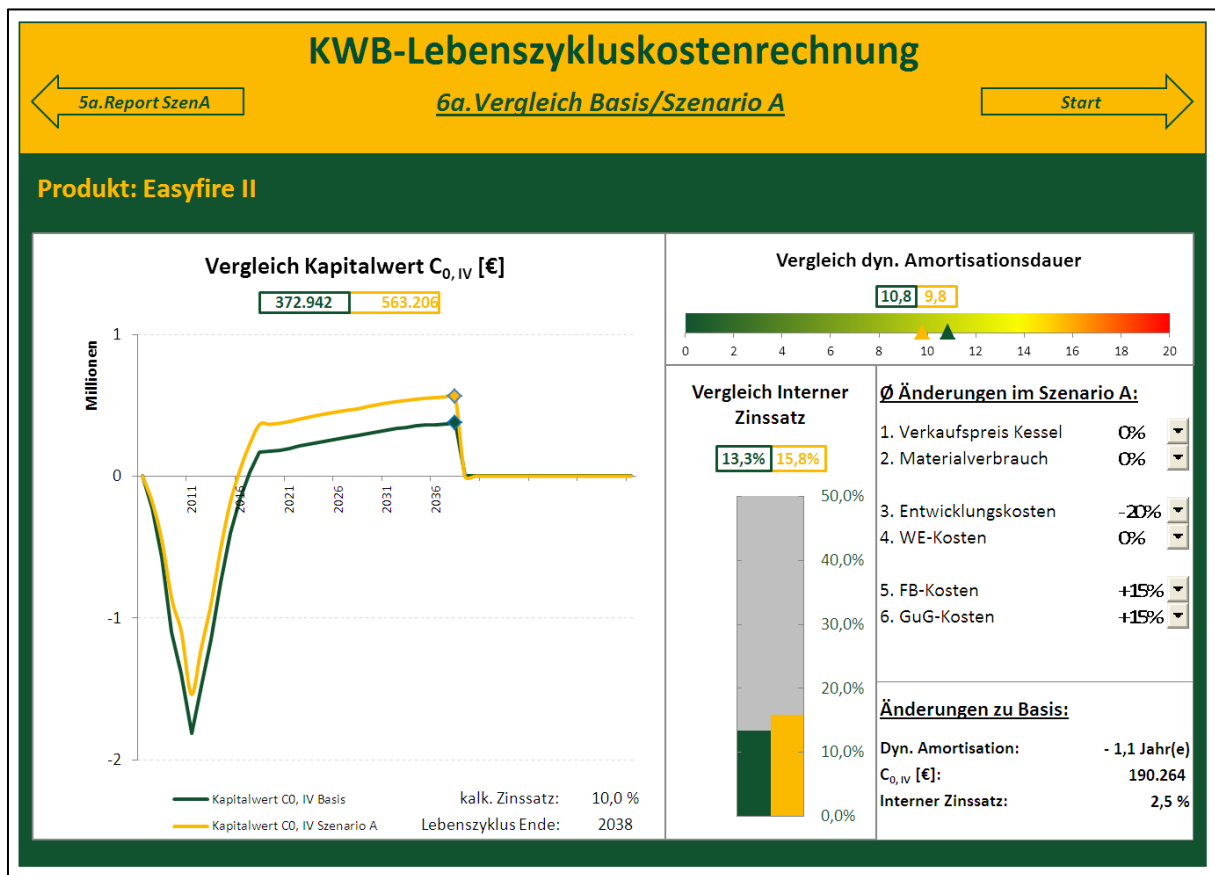 KWB-Lebenszykluskostenrechnung
5a.Report SzenA
6a.Vergleich Basis/Szenario A
Start
Produkt: Easyfire II
Vergleich Kapitalwert C0, IV [€]
372.942 563.206
Millionen
1
0
-1
-2
2011 2016 2021 2026 2031 2036
Kapitalwert C0, IV Basis
Kapitalwert C0, IV Szenario A
kalk. Zinssatz: 10,0 %
Lebenszyklus Ende: 2038
Vergleich dyn. Amortisationsdauer
10,8 9,8
0 2 4 6 8 10 12 14 16 18 20
Vergleich Interner
Zinssatz
13,3% 15,8%
50,0%
40,0%
30,0%
20,0%
10,0%
0,0%
Ø Änderungen im Szenario A:
1. Verkaufspreis Kessel 0%
2. Materialverbrauch 0%
3. Entwicklungskosten -20%
4. WE-Kosten 0%
5. FB-Kosten +15%
6. GuG-Kosten +15%
Änderungen zu Basis:
Dyn. Amortisation: - 1,1 Jahr(e)
C0, IV [€]: 190.264
Interner Zinssatz: 2,5 %